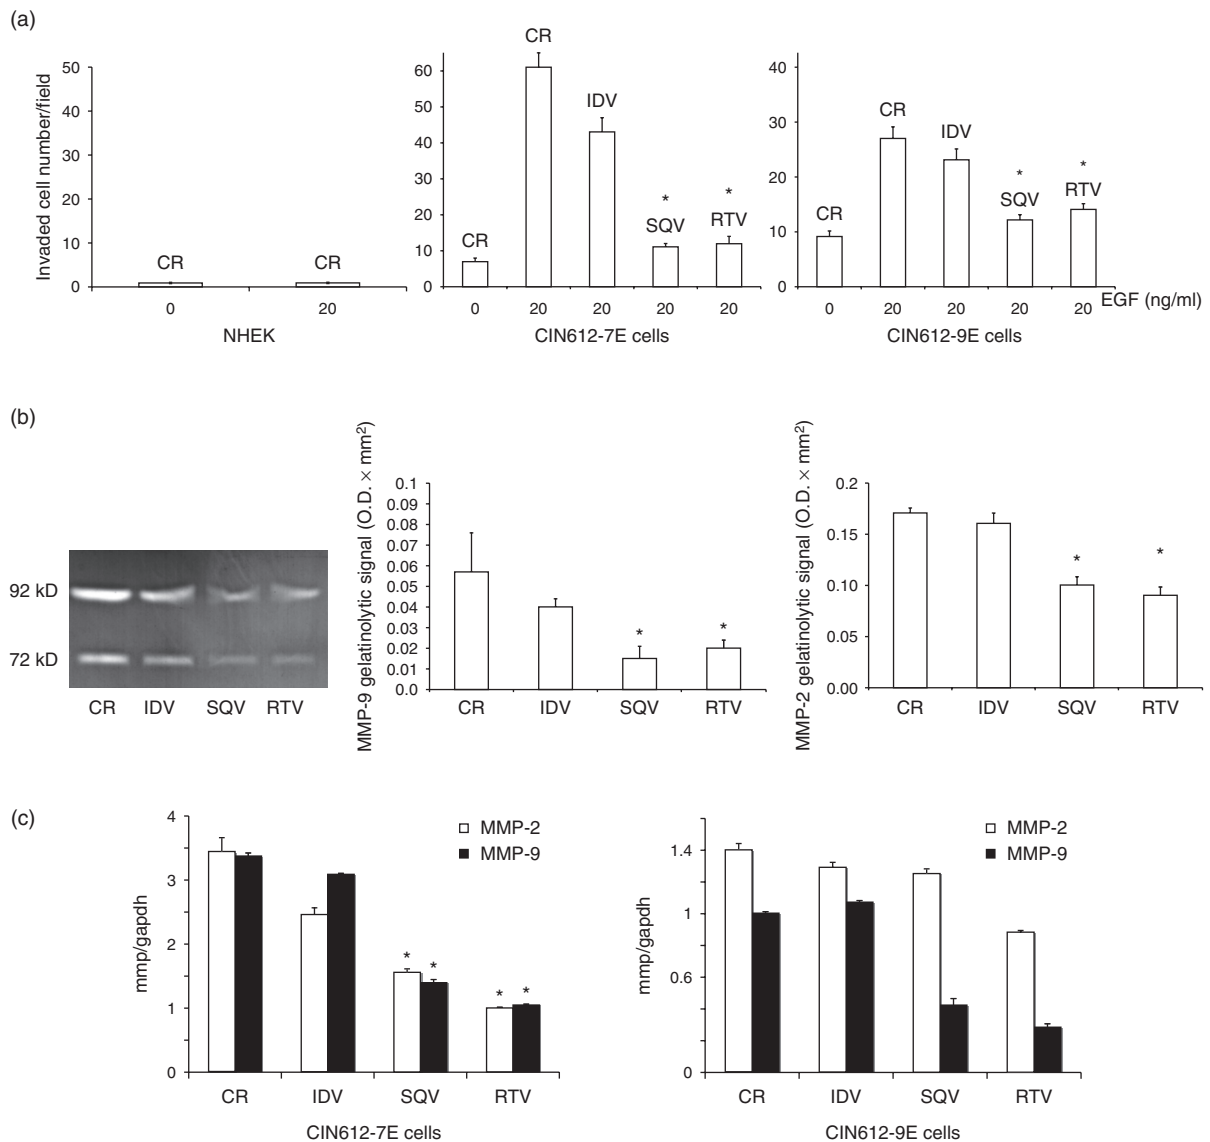 (a)
Invaded cell number/field
50
40
30
20
10
0
CR
CR
0
20
NHEK
60
50
40
30
20
10
0
CR
CR
IDV
*
SQV
*
RTV
0
20
20
20
20
CIN612-7E cells
40
30
20
10
0
CR
CR
IDV
*
SQV
*
RTV
0
20
20
20
20
EGF (ng/ml)
CIN612-9E cells
(b)
92 kD
72 kD
CR IDV SQV RTV
MMP-9 gelatinolytic signal (O.D. × mm²)
0.1
0.09
0.08
0.07
0.06
0.05
0.04
0.03
0.02
0.01
0.0
*
*
CR IDV SQV RTV
MMP-2 gelatinolytic signal (O.D. × mm²)
0.2
0.15
0.10
0.05
0.00
*
*
CR IDV SQV RTV
(c)
mmp/gapdh
4
3
2
1
0
MMP-2
MMP-9
* *
* *
CR IDV SQV RTV
CIN612-7E cells
mmp/gapdh
1.4
1
0.6
0
MMP-2
MMP-9
CR IDV SQV RTV
CIN612-9E cells